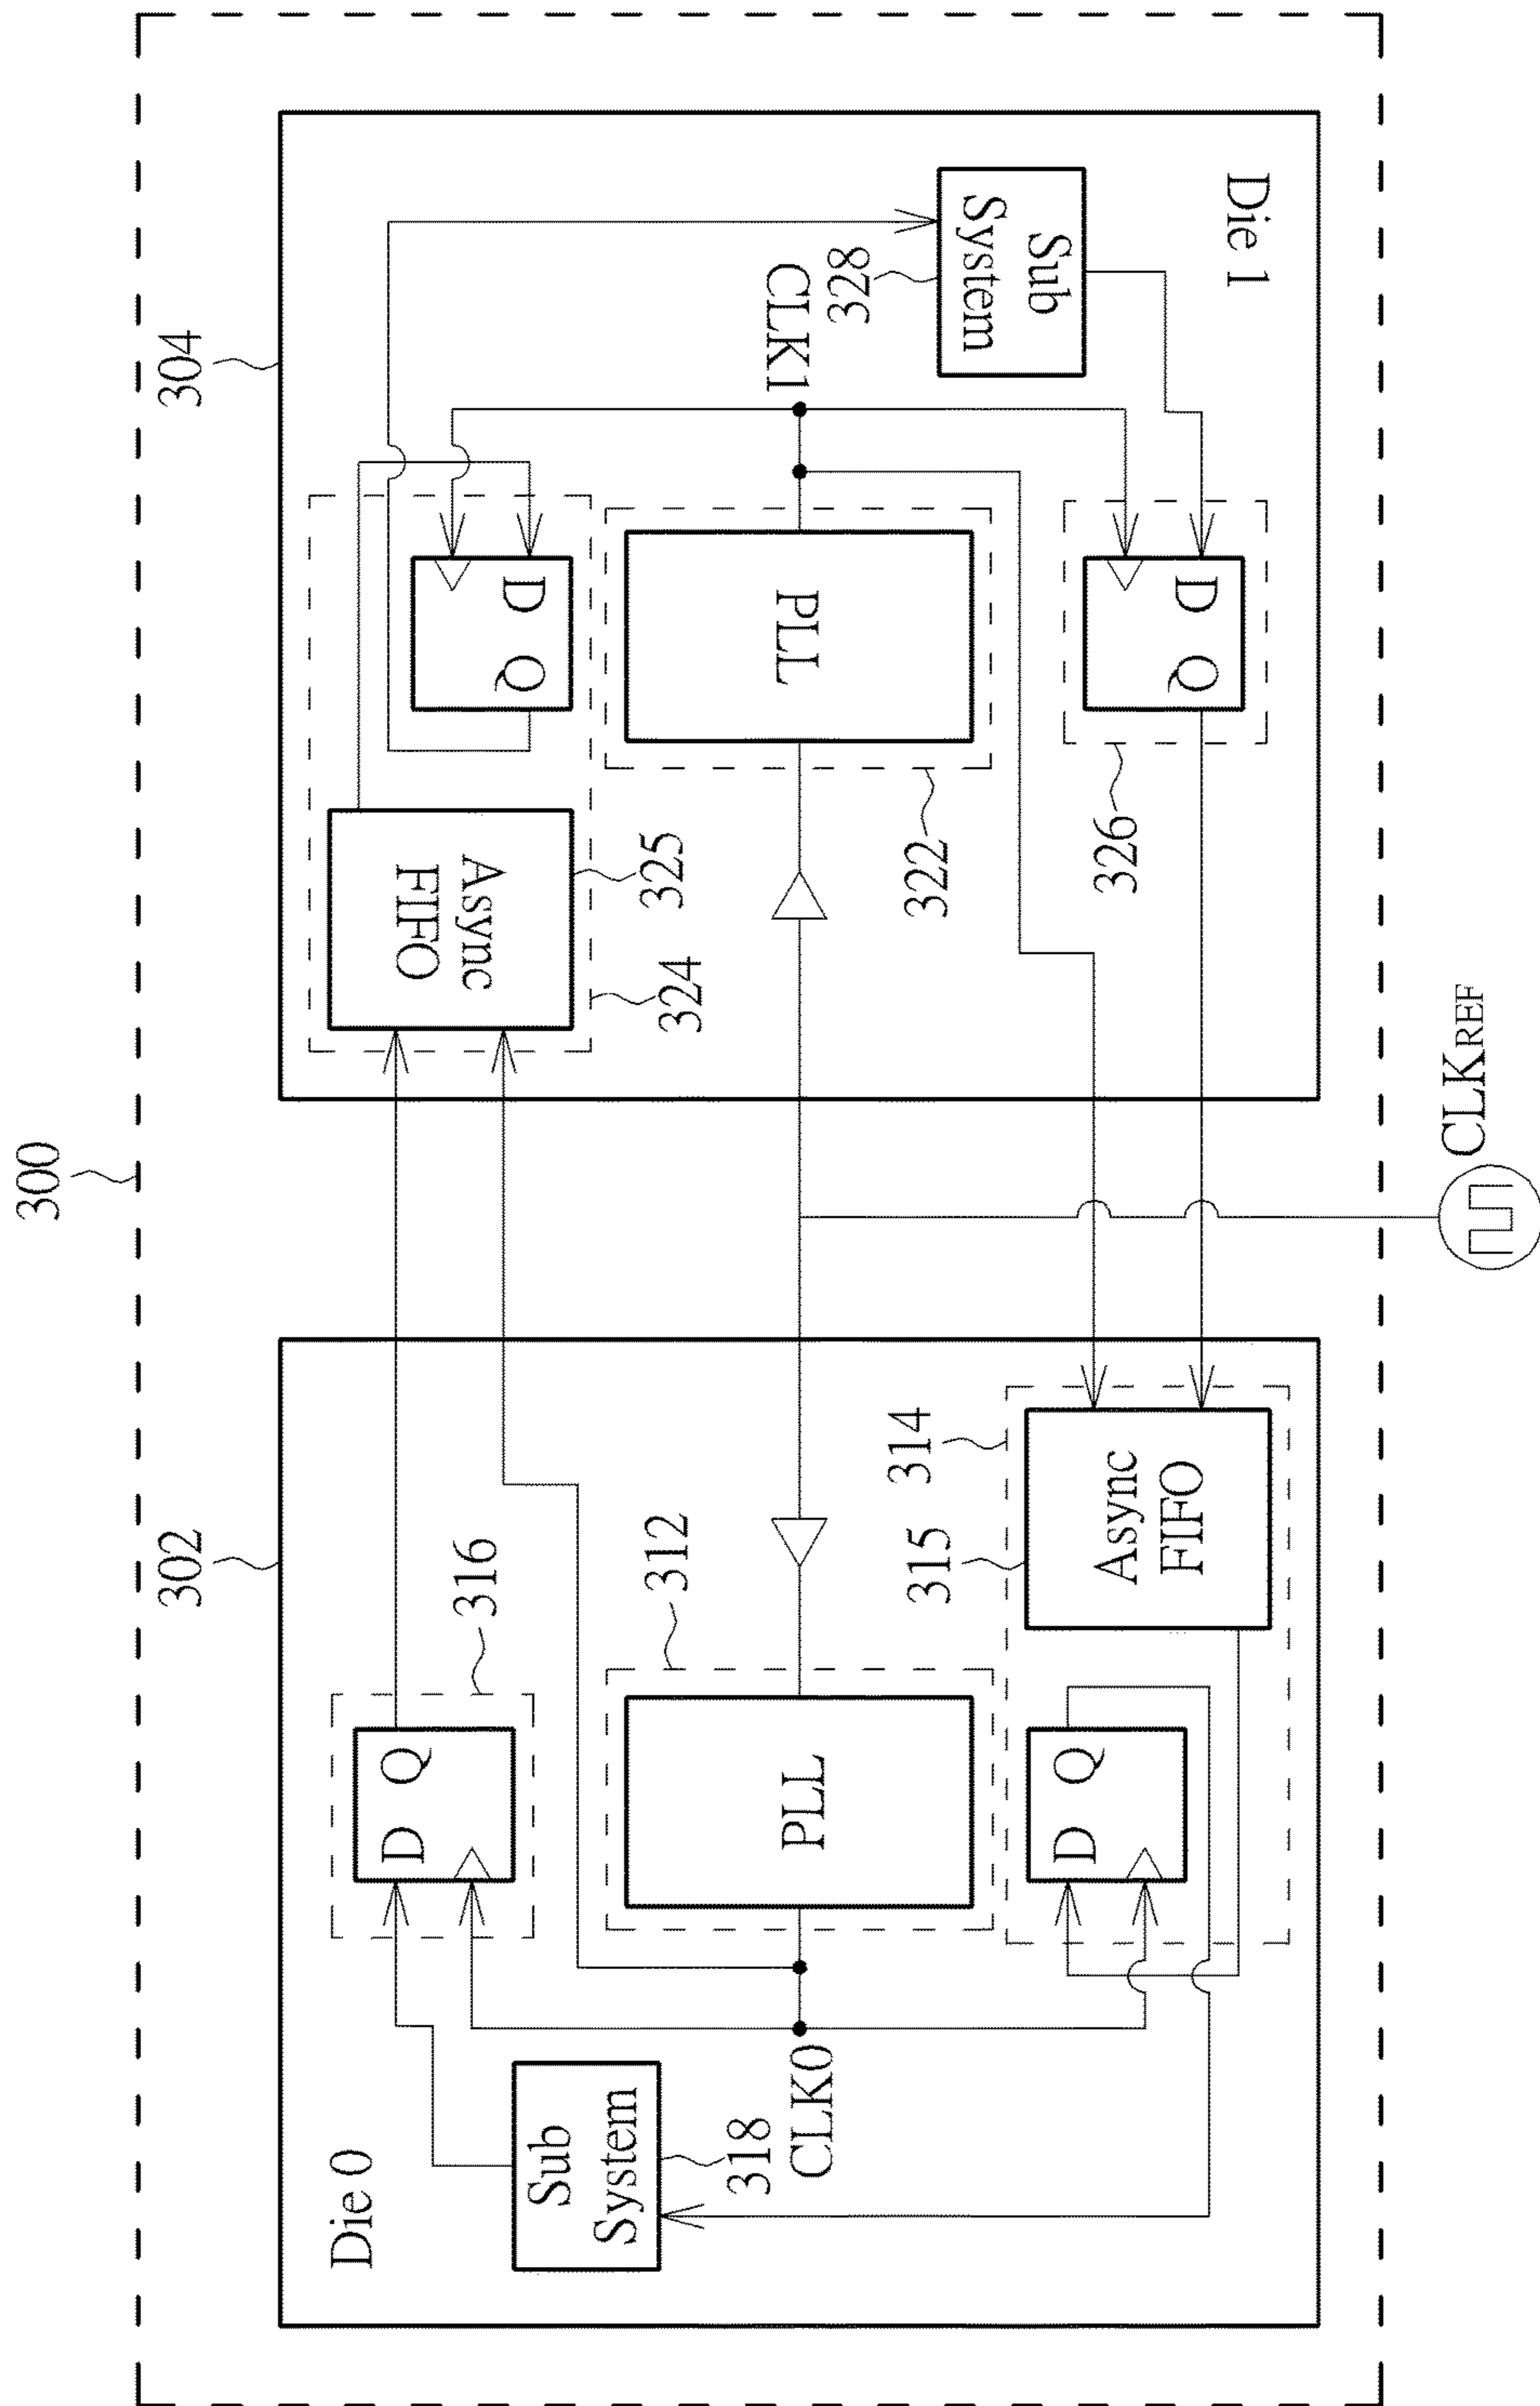 300
304
Die 1
Sub
System
328
CLK1
D Q
326
PLL
322
D Q
Async
FIFO
325
324
CLKREF
302
Die 0
Async
FIFO
314
315
D Q
PLL
312
D Q
316
CLK0
Sub
System
318